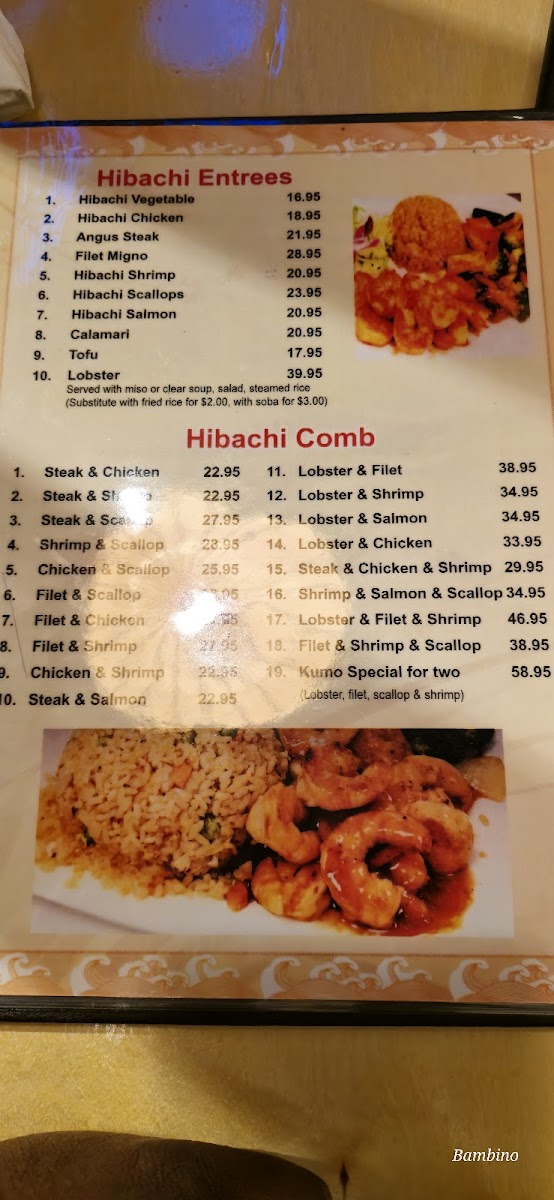 Hibachi Entrees
1. Hibachi Vegetable 16.95
2. Hibachi Chicken 18.95
3. Angus Steak 21.95
4. Filet Migno 28.95
5. Hibachi Shrimp 20.95
6. Hibachi Scallops 23.95
7. Hibachi Salmon 20.95
8. Calamari 20.95
9. Tofu 17.95
10. Lobster 39.95
Served with miso or clear soup, salad, steamed rice
(Substitute with fried rice for $2.00, with soba for $3.00)
Hibachi Comb
1. Steak & Chicken 22.95
2. Steak & Shrimp 22.95
3. Steak & Scallop 27.95
4. Shrimp & Scallop 28.95
5. Chicken & Scallop 25.95
6. Filet & Scallop
7. Filet & Chicken
8. Filet & Shrimp 27.95
9. Chicken & Shrimp 22.95
10. Steak & Salmon 22.95
11. Lobster & Filet 38.95
12. Lobster & Shrimp 34.95
13. Lobster & Salmon 34.95
14. Lobster & Chicken 33.95
15. Steak & Chicken & Shrimp 29.95
16. Shrimp & Salmon & Scallop 34.95
17. Lobster & Filet & Shrimp 46.95
18. Filet & Shrimp & Scallop 38.95
19. Kumo Special for two 58.95
(Lobster, filet, scallop & shrimp)
Bambino